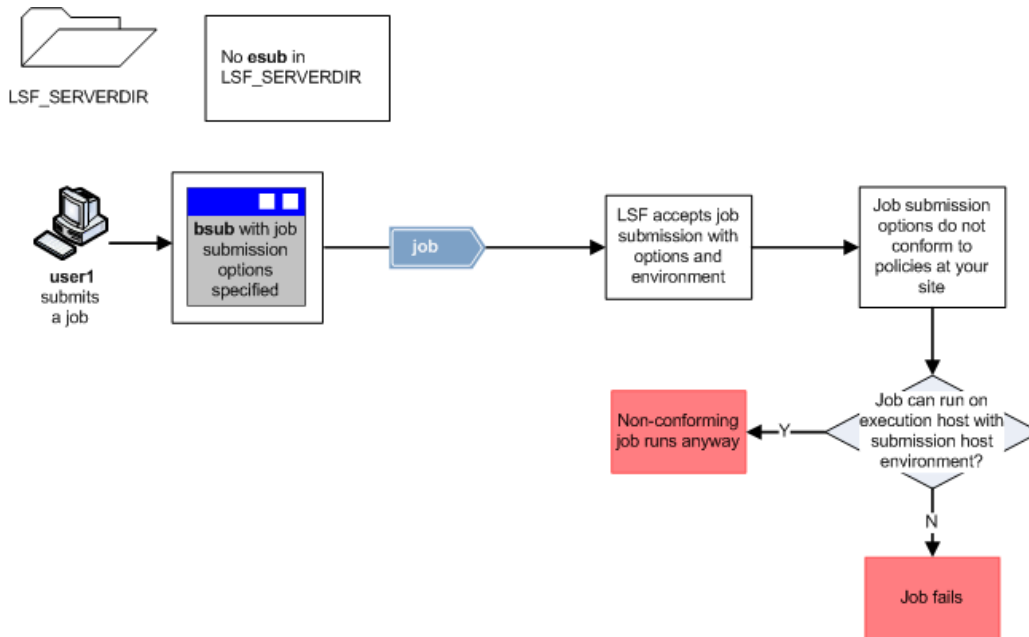 LSF_SERVERDIR
No esub in
LSF_SERVERDIR
user1
submits
a job
bsub with job
submission
options
specified
job
LSF accepts job
submission with
options and
environment
Job submission
options do not
conform to
policies at your
site
Job can run on
execution host with
submission host
environment?
Y
Non-conforming
job runs anyway
N
Job fails